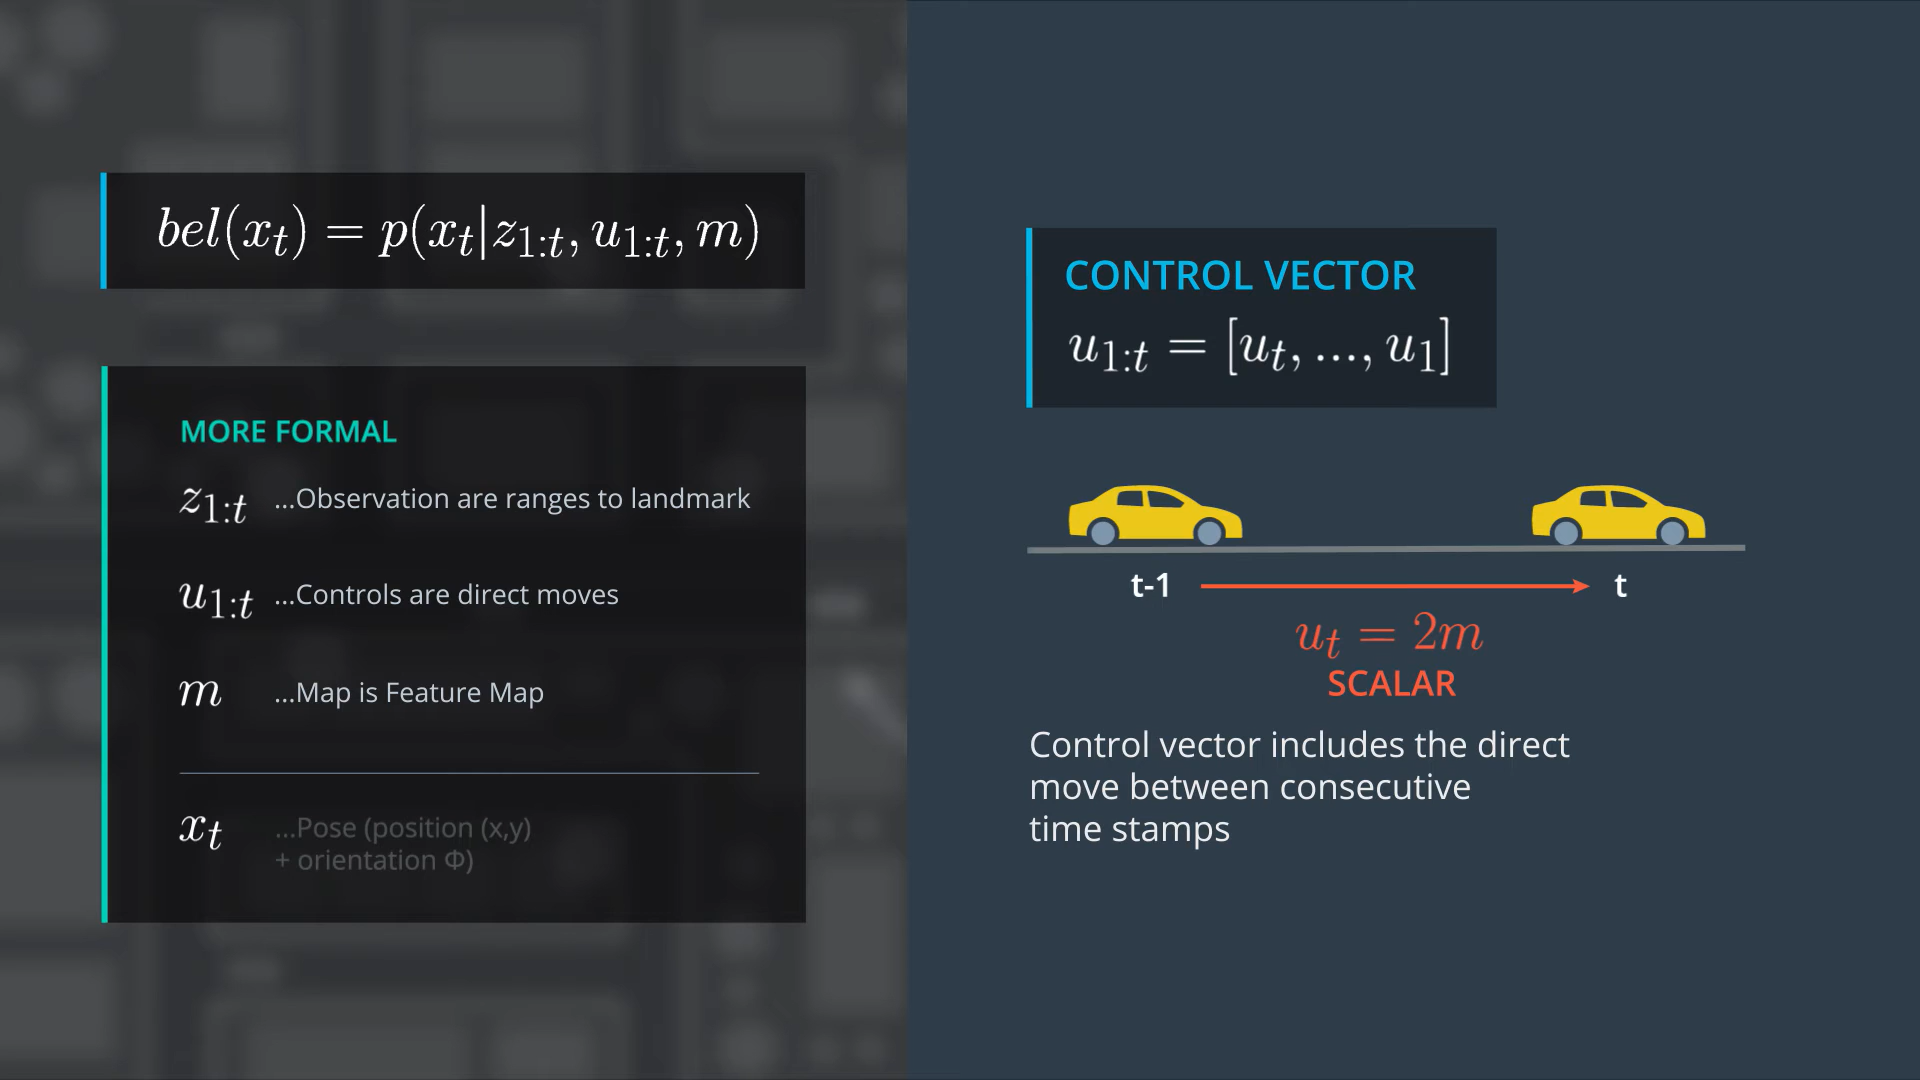 bel(x_t) = p(x_t|z_{1:t}, u_{1:t}, m)
MORE FORMAL
z_{1:t} ...Observation are ranges to landmark
u_{1:t} ...Controls are direct moves
m ...Map is Feature Map
x_t ...Pose (position (x,y)
+ orientation Φ)
CONTROL VECTOR
u_{1:t} = [u_t, ..., u_1]
t-1 t
u_t = 2m
SCALAR
Control vector includes the direct
move between consecutive
time stamps